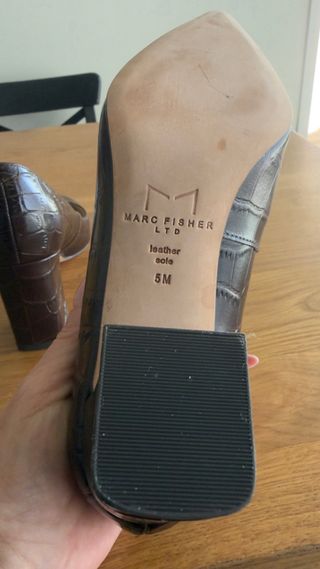 MARC FISHER
LTD
leather
sole
5M